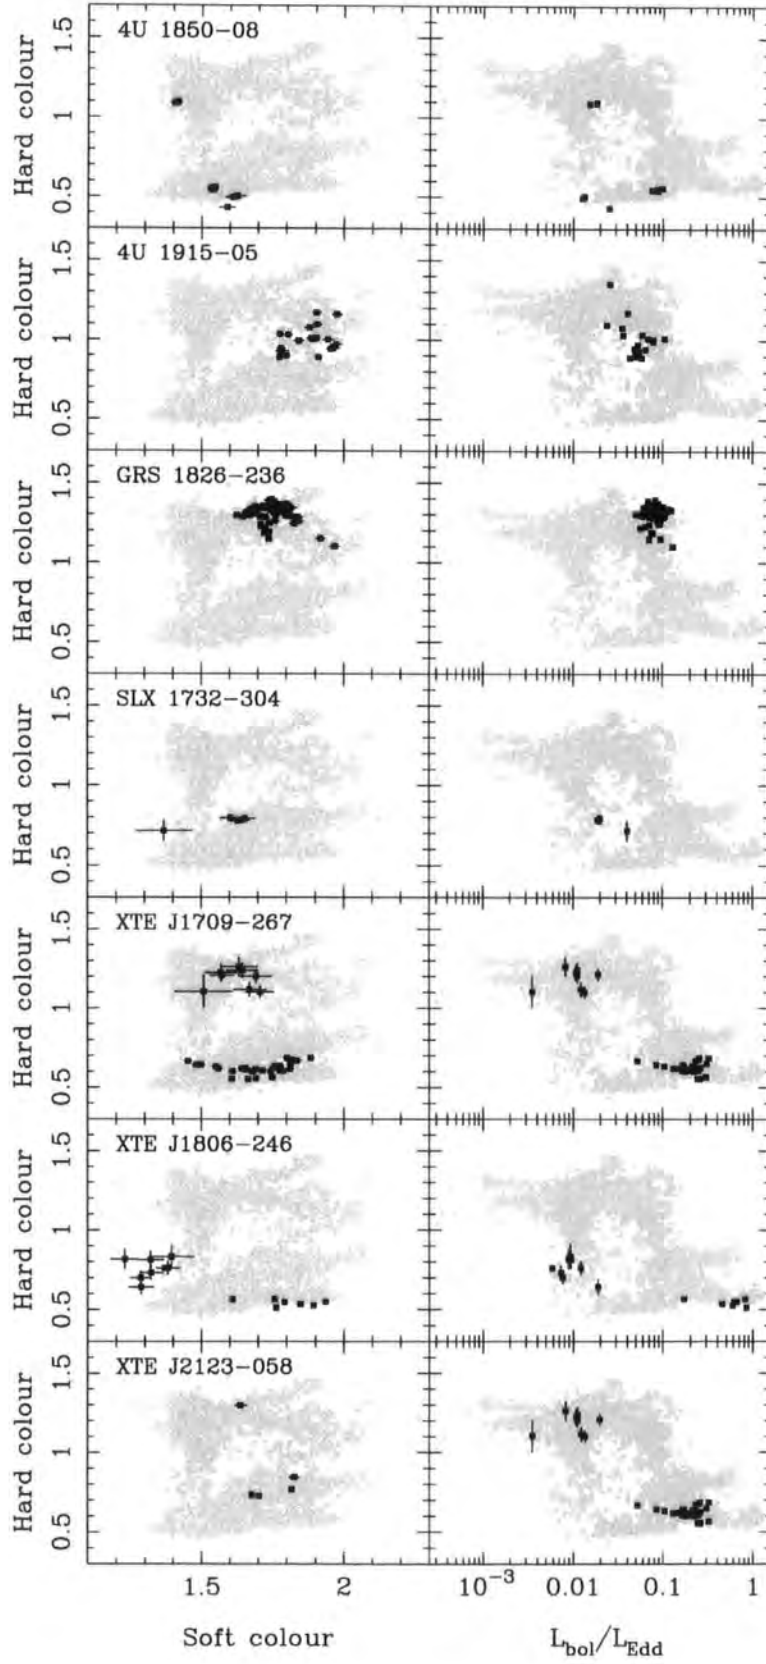 4U 1850−08
Hard colour
0.5 1 1.5
4U 1915−05
Hard colour
0.5 1 1.5
GRS 1826−236
Hard colour
0.5 1 1.5
SLX 1732−304
Hard colour
0.5 1 1.5
XTE J1709−267
Hard colour
0.5 1 1.5
XTE J1806−246
Hard colour
0.5 1 1.5
XTE J2123−058
Hard colour
0.5 1 1.5
1.5 2
10⁻³ 0.01 0.1 1
Soft colour
L_bol/L_Edd